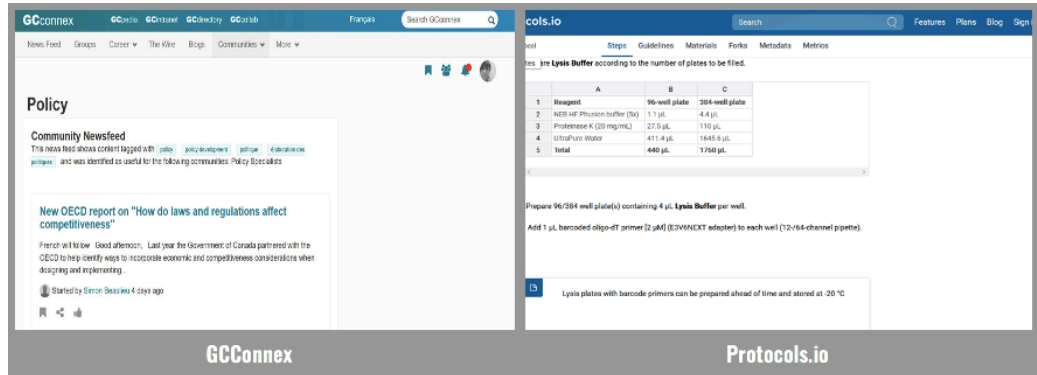 GCconnex GCpedia GCintranet GCdirectory GCcollab Français Search GCconnex
News Feed Groups Career The Wire Blogs Communities More
Policy
Community Newsfeed
This news feed shows content tagged with policy policy development politique élaboration des
politiques and was identified as useful for the following communities: Policy Specialists
New OECD report on "How do laws and regulations affect
competitiveness"
French will follow Good afternoon, Last year the Government of Canada partnered with the
OECD to help identify ways to incorporate economic and competitiveness considerations when
designing and implementing...
Started by Simon Beaulieu 4 days ago
GCConnex
cols.io Search Features Plans Blog Sign
ocol Steps Guidelines Materials Forks Metadata Metrics
tes are Lysis Buffer according to the number of plates to be filled.
A B C
1 Reagent 96-well plate 384-well plate
2 NEB HF Phusion buffer (5x) 1.1 µL 4.4 µL
3 Proteinase K (20 mg/mL) 27.5 µL 110 µL
4 UltraPure Water 411.4 µL 1645.6 µL
5 Total 440 µL 1760 µL
Prepare 96/384 well plate(s) containing 4 µL Lysis Buffer per well.
Add 1 µL barcoded oligo-dT primer [2 µM] (E3V6NEXT adapter) to each well (12-/64-channel pipette).
Lysis plates with barcode primers can be prepared ahead of time and stored at -20 °C
Protocols.io